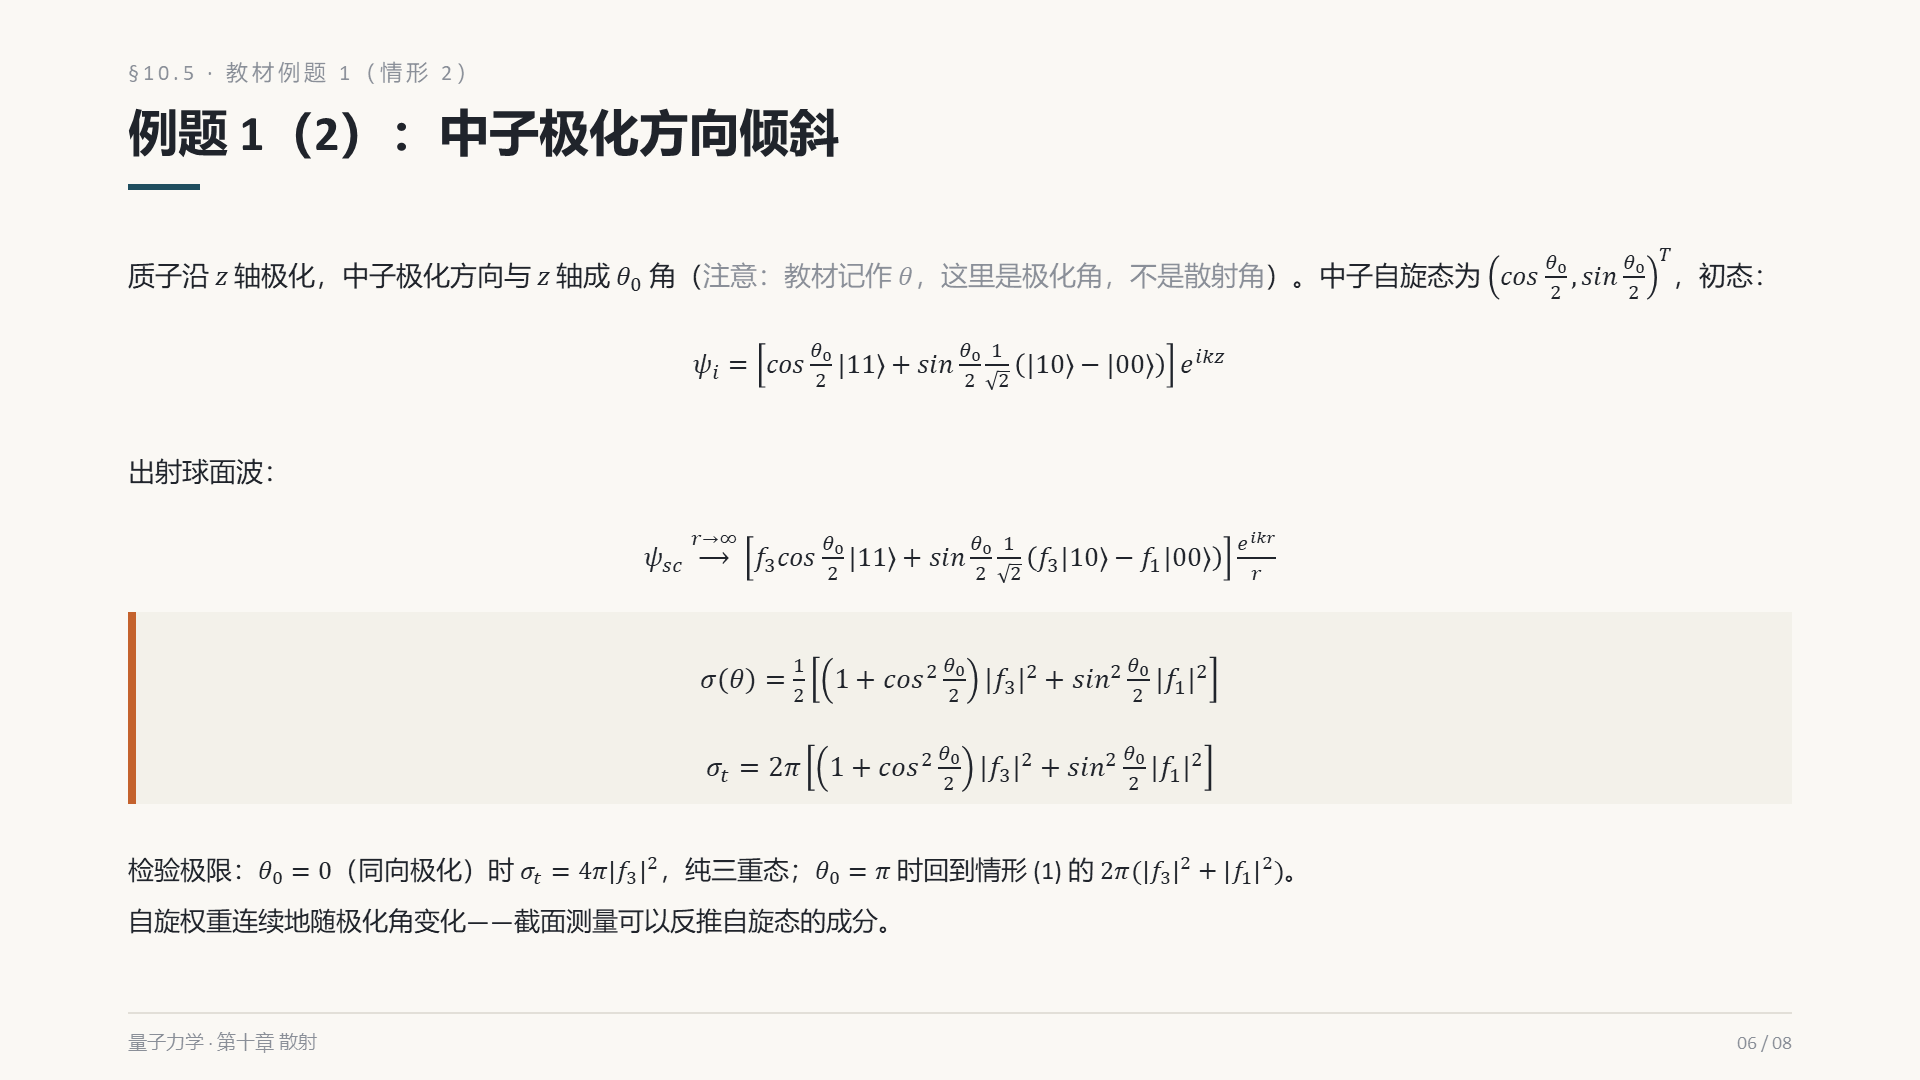 §10.5 · 教材例题 1（情形 2）
例题 1（2）：中子极化方向倾斜
质子沿 z 轴极化，中子极化方向与 z 轴成 θ₀ 角（注意：教材记作 θ，这里是极化角，不是散射角）。中子自旋态为 (cos θ₀/2, sin θ₀/2)^T，初态：
ψᵢ = [cos θ₀/2 |11⟩ + sin θ₀/2 1/√2 (|10⟩ − |00⟩)] e^{ikz}
出射球面波：
ψ_{sc} ⟶^{r→∞} [f₃cos θ₀/2 |11⟩ + sin θ₀/2 1/√2 (f₃|10⟩ − f₁|00⟩)] e^{ikr}/r
σ(θ) = 1/2 [(1 + cos² θ₀/2) |f₃|² + sin² θ₀/2 |f₁|²]
σₜ = 2π [(1 + cos² θ₀/2) |f₃|² + sin² θ₀/2 |f₁|²]
检验极限：θ₀ = 0（同向极化）时 σₜ = 4π|f₃|²，纯三重态；θ₀ = π 时回到情形 (1) 的 2π(|f₃|² + |f₁|²)。
自旋权重连续地随极化角变化——截面测量可以反推自旋态的成分。
量子力学 · 第十章 散射
06 / 08